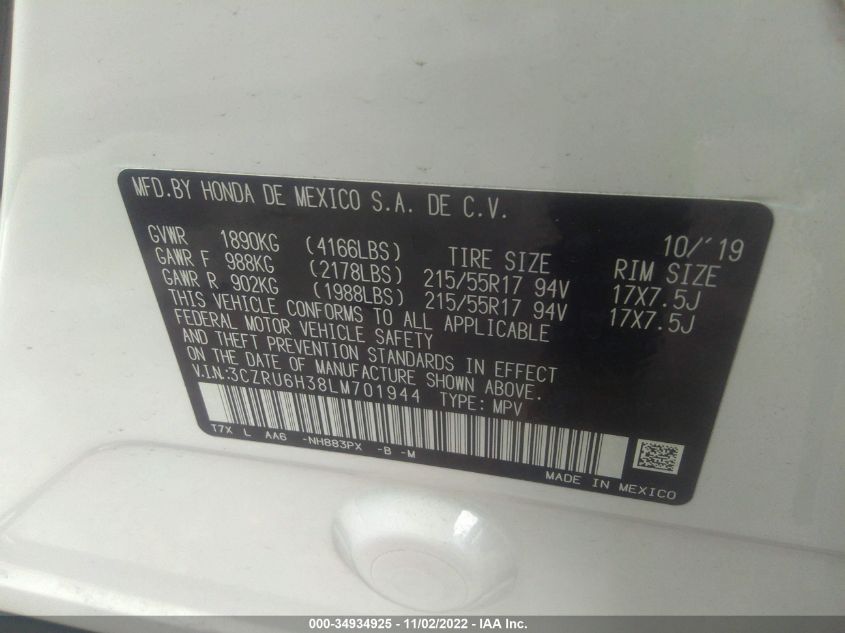 MFD.BY HONDA DE MEXICO S.A. DE C.V.
10/'19
GVWR 1890KG (4166LBS) TIRE SIZE RIM SIZE
GAWR F 988KG (2178LBS) 215/55R17 94V 17X7.5J
GAWR R 902KG (1988LBS) 215/55R17 94V 17X7.5J
THIS VEHICLE CONFORMS TO ALL APPLICABLE
FEDERAL MOTOR VEHICLE SAFETY
AND THEFT PREVENTION STANDARDS IN EFFECT
ON THE DATE OF MANUFACTURE SHOWN ABOVE.
V.I.N:3CZRU6H38LM701944 TYPE:MPV
T7X L AA6 -NH883PX -B -M
MADE IN MEXICO
000-34934925 - 11/02/2022 - IAA Inc.